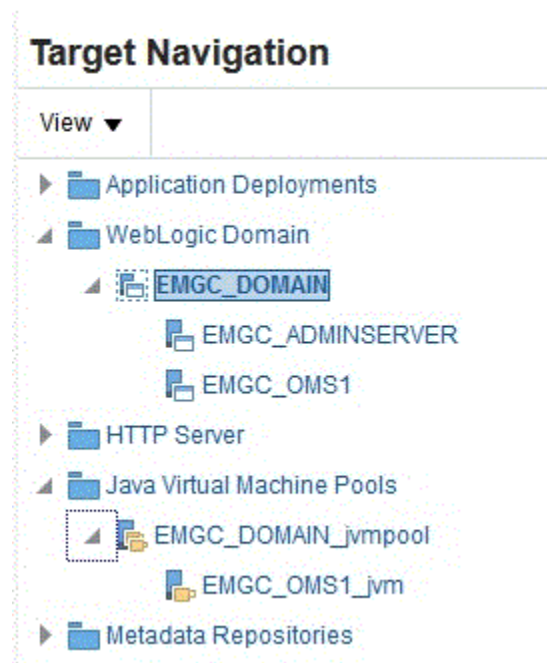 Target Navigation
View
Application Deployments
WebLogic Domain
EMGC_DOMAIN
EMGC_ADMINSERVER
EMGC_OMS1
HTTP Server
Java Virtual Machine Pools
EMGC_DOMAIN_jvmpool
EMGC_OMS1_jvm
Metadata Repositories